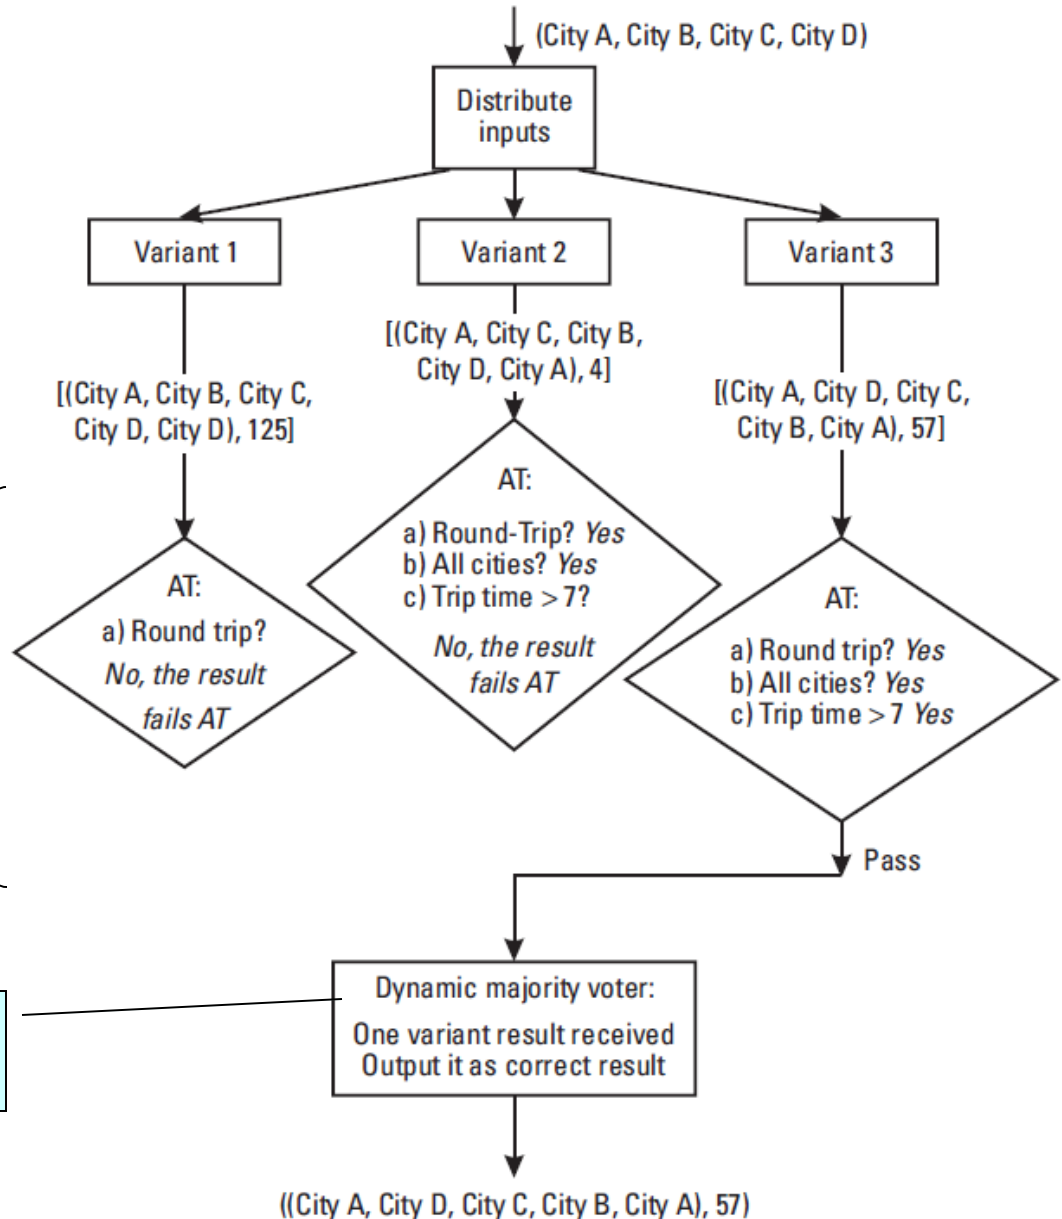 (City A, City B, City C, City D)
Distribute
inputs
Variant 1
Variant 2
Variant 3
[(City A, City B, City C,
City D, City D), 125]
[(City A, City C, City B,
City D, City A), 4]
[(City A, City D, City C,
City B, City A), 57]
AT:
a) Round trip?
No, the result
fails AT
AT:
a) Round-Trip? Yes
b) All cities? Yes
c) Trip time > 7?
No, the result
fails AT
AT:
a) Round trip? Yes
b) All cities? Yes
c) Trip time > 7 Yes
Pass
Dynamic majority voter:
One variant result received
Output it as correct result
((City A, City D, City C, City B, City A), 57)